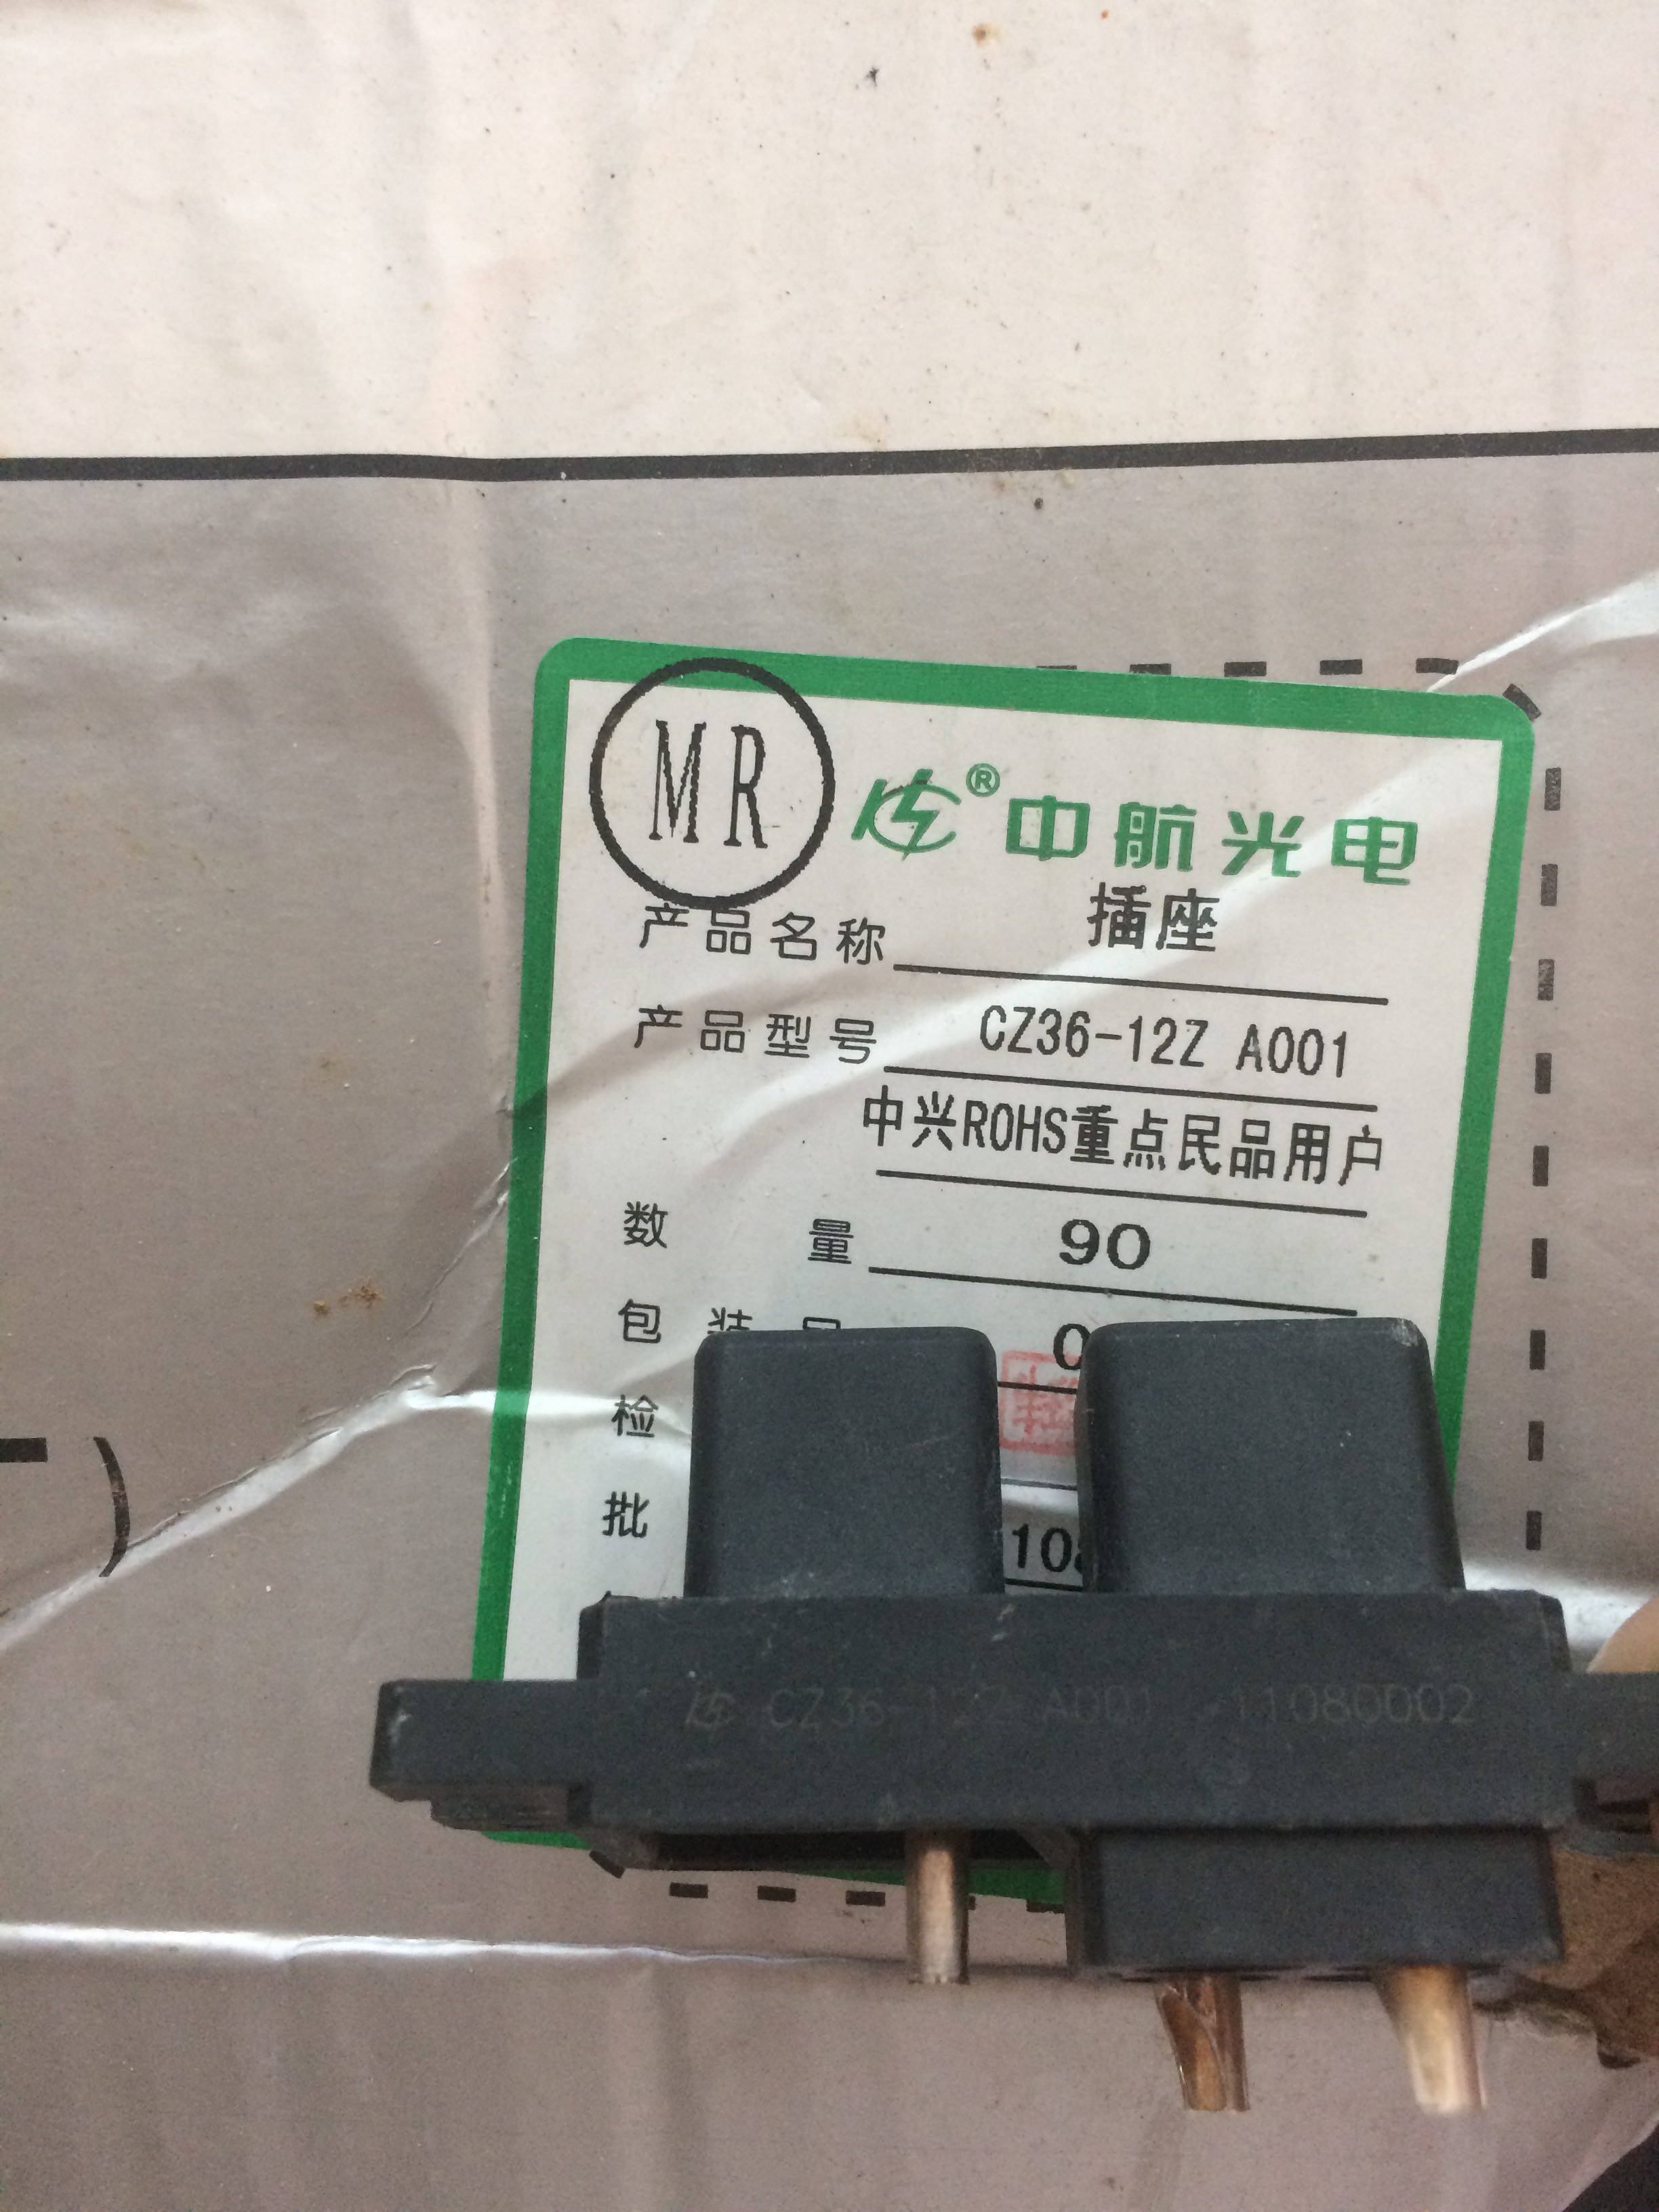 MR
® 中航光电
产品名称 插座
产品型号 CZ36-12Z A001
中兴ROHS重点民品用户
数量 90
包装
检
批 10
CZ36-12Z A001 11080002